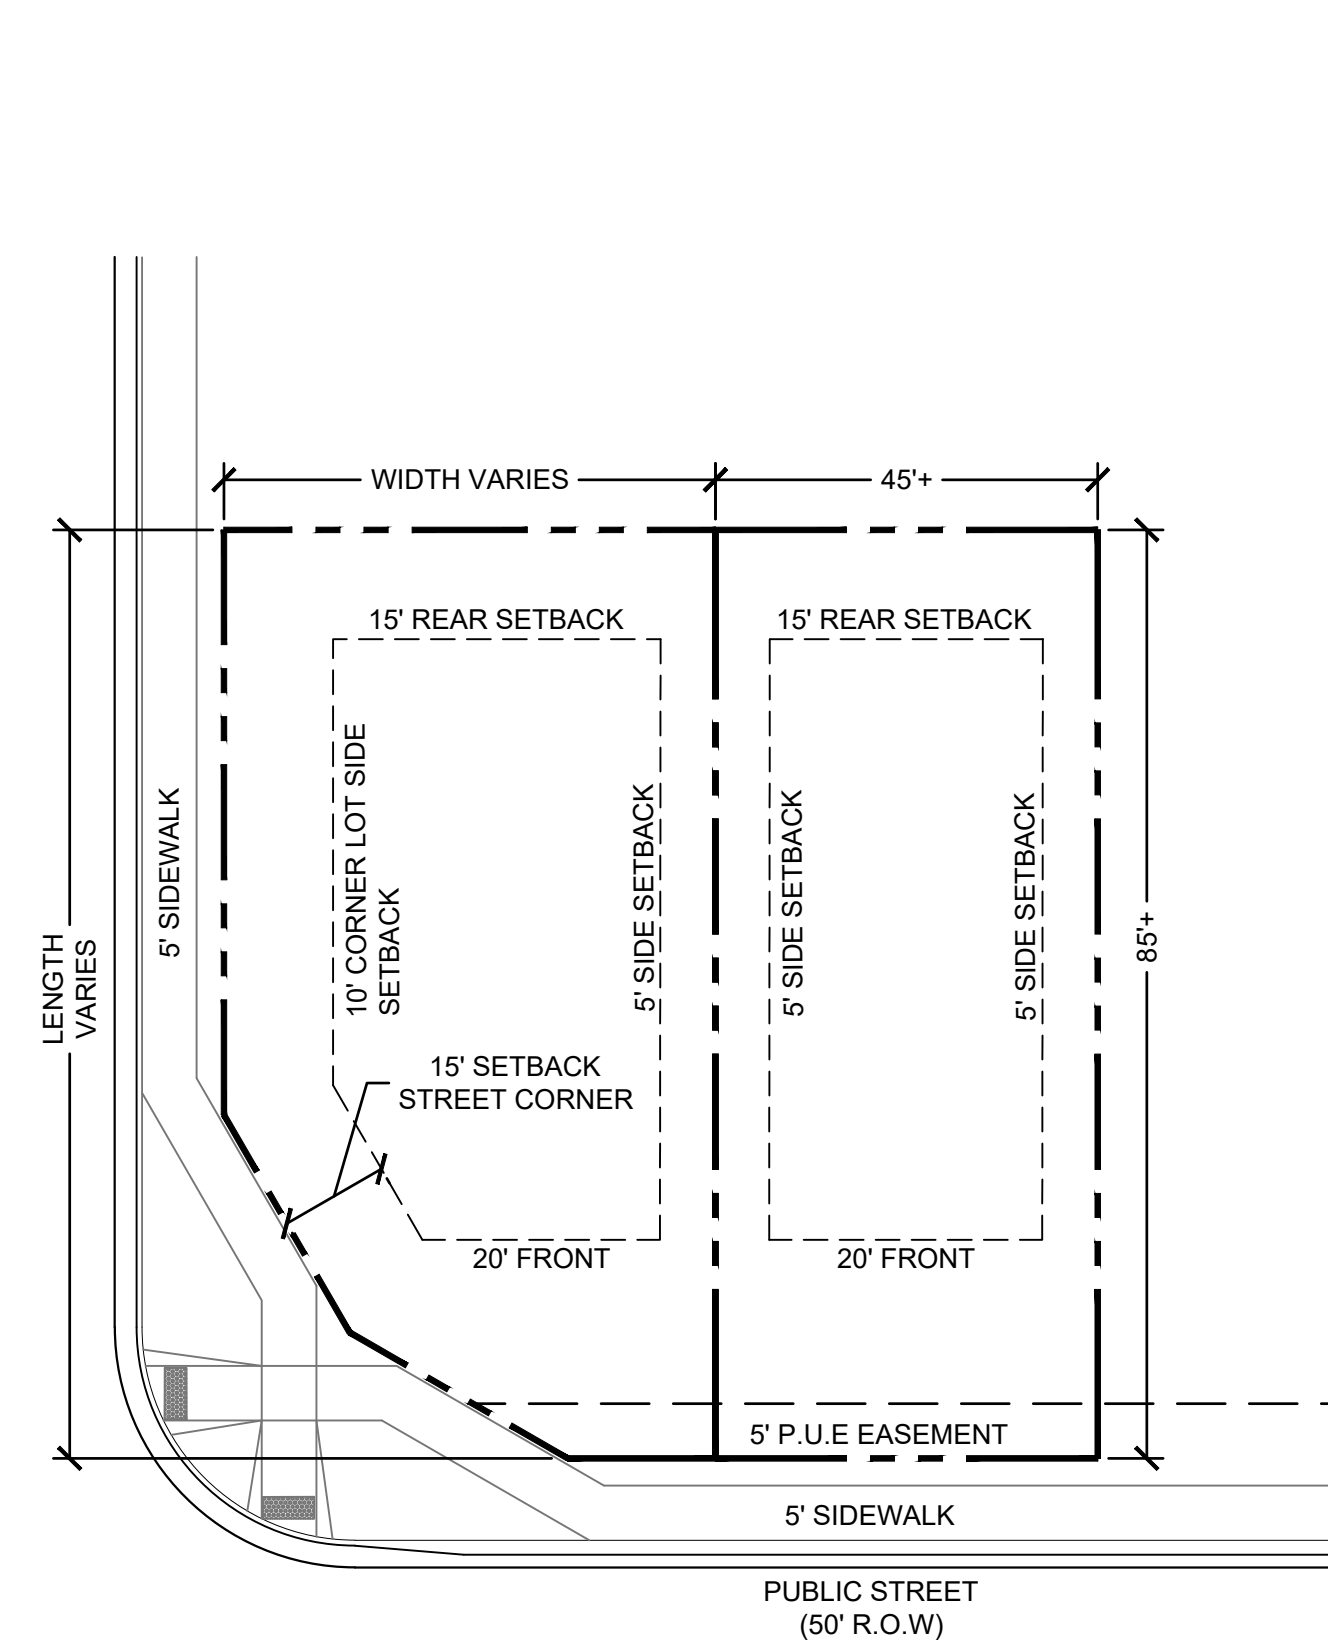 WIDTH VARIES
45'+
15' REAR SETBACK
15' REAR SETBACK
5' SIDEWALK
10' CORNER LOT SIDE
SETBACK
5' SIDE SETBACK
5' SIDE SETBACK
5' SIDE SETBACK
LENGTH
VARIES
85'+
15' SETBACK
STREET CORNER
20' FRONT
20' FRONT
5' P.U.E EASEMENT
5' SIDEWALK
PUBLIC STREET
(50' R.O.W)